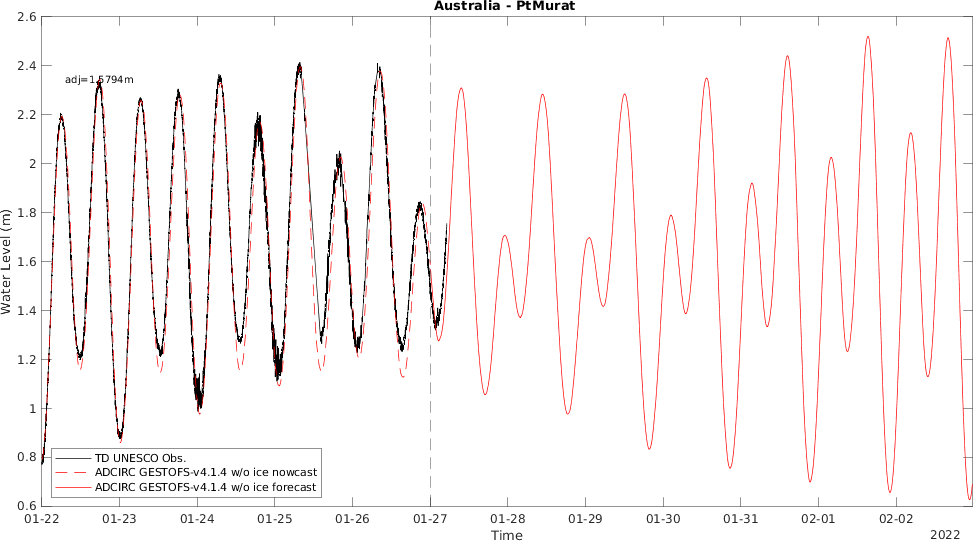 Australia - PtMurat
2.6
2.4
adj=1.5794m
2.2
2
1.8
1.6
1.4
1.2
1
0.8
0.6
Water Level (m)
TD UNESCO Obs.
ADCIRC GESTOFS-v4.1.4 w/o ice nowcast
ADCIRC GESTOFS-v4.1.4 w/o ice forecast
01-22 01-23 01-24 01-25 01-26 01-27 01-28 01-29 01-30 01-31 02-01 02-02
Time
2022